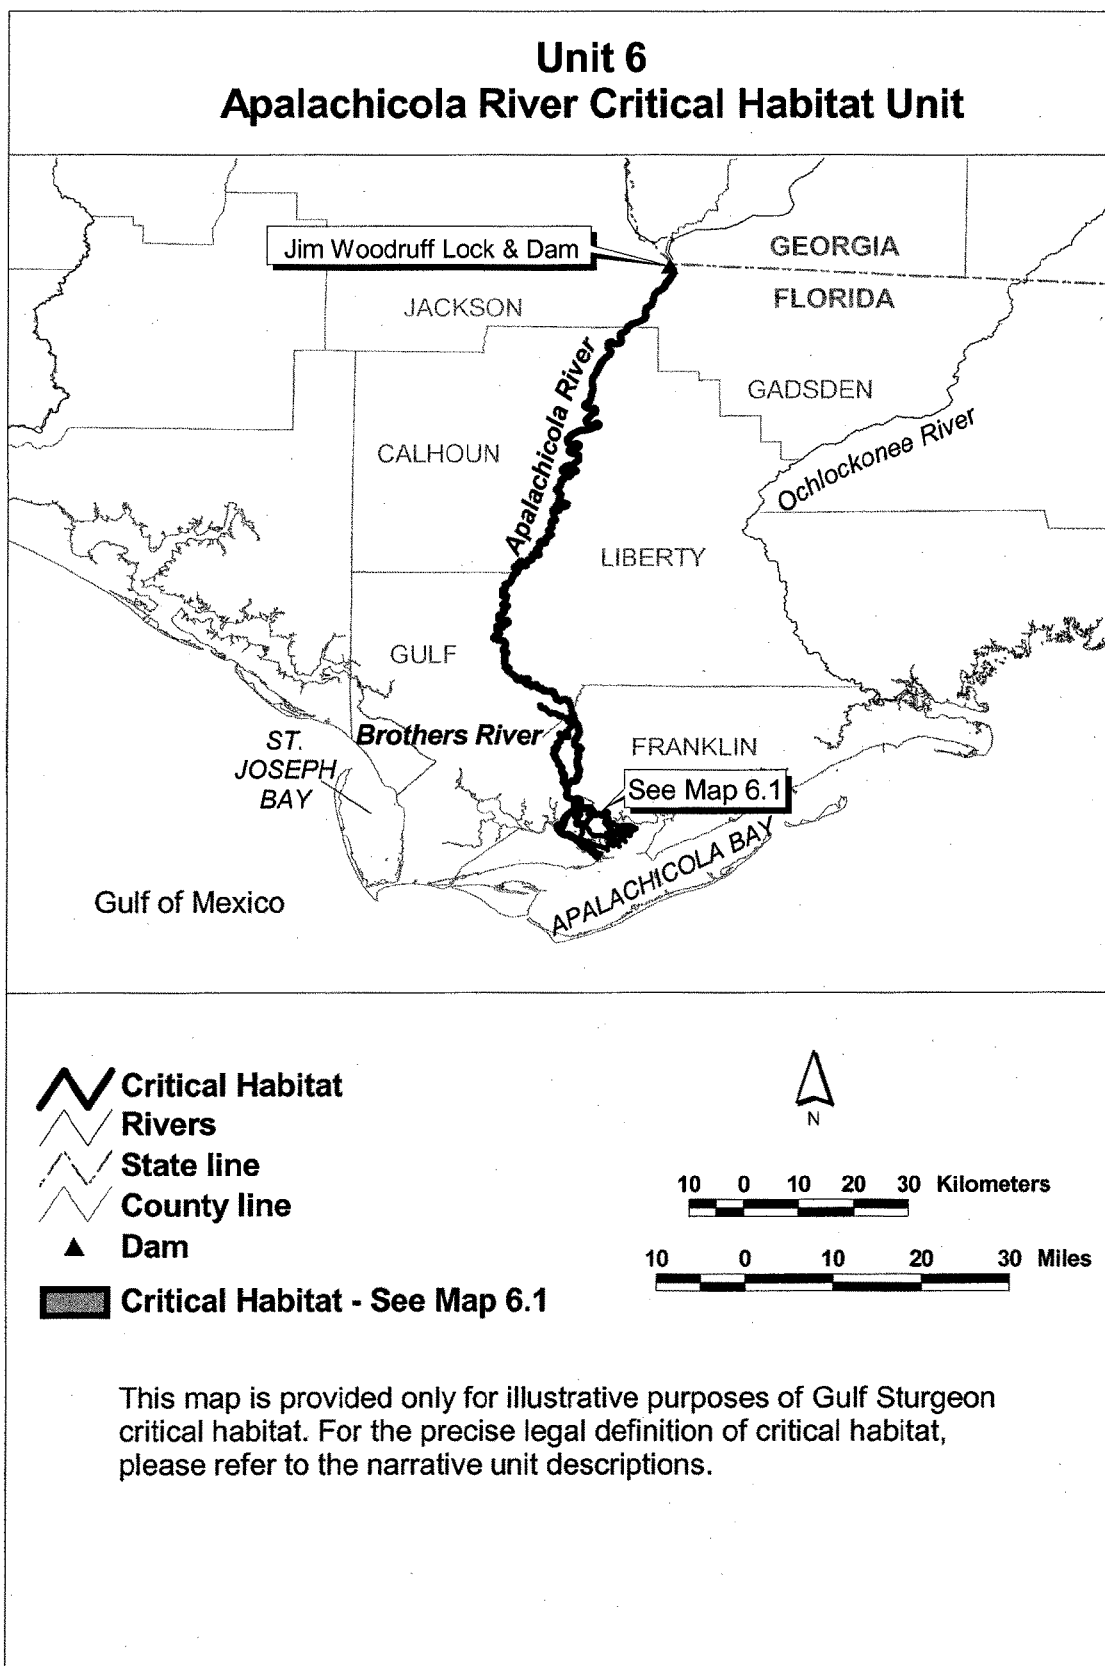 Unit 6
Apalachicola River Critical Habitat Unit
Jim Woodruff Lock & Dam
GEORGIA
FLORIDA
JACKSON
Apalachicola River
GADSDEN
CALHOUN
Ochlockonee River
LIBERTY
GULF
Brothers River
FRANKLIN
ST.
JOSEPH
BAY
See Map 6.1
APALACHICOLA BAY
Gulf of Mexico
Critical Habitat
Rivers
State line
County line
Dam
Critical Habitat - See Map 6.1
N
10 0 10 20 30 Kilometers
10 0 10 20 30 Miles
This map is provided only for illustrative purposes of Gulf Sturgeon
critical habitat. For the precise legal definition of critical habitat,
please refer to the narrative unit descriptions.